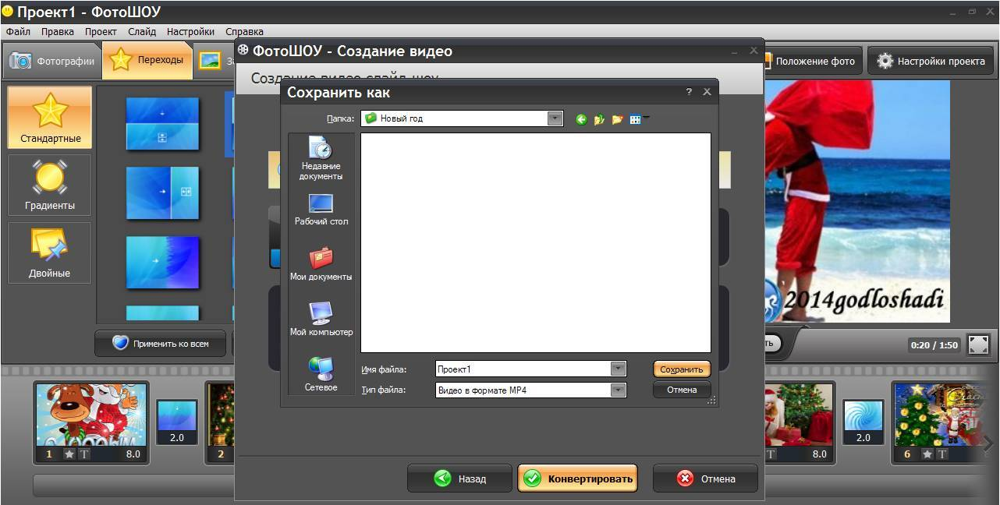 Проект1 - ФотоШОУ
Файл Правка Проект Слайд Настройки Справка
Фотографии
Переходы
ФотоШОУ - Создание видео
Положение фото
Настройки проекта
Создание видео слайд-шоу
Сохранить как
Папка: Новый год
Стандартные
Градиенты
Двойные
Применить ко всем
Недавние
документы
Рабочий стол
Мои документы
Мой компьютер
Сетевое
Имя файла: Проект1
Сохранить
Тип файла: Видео в формате MP4
Отмена
2014godloshadi
0:20 / 1:50
1 T 8.0
2.0
2
T 8.0
2.0
6 T
Назад
Конвертировать
Отмена